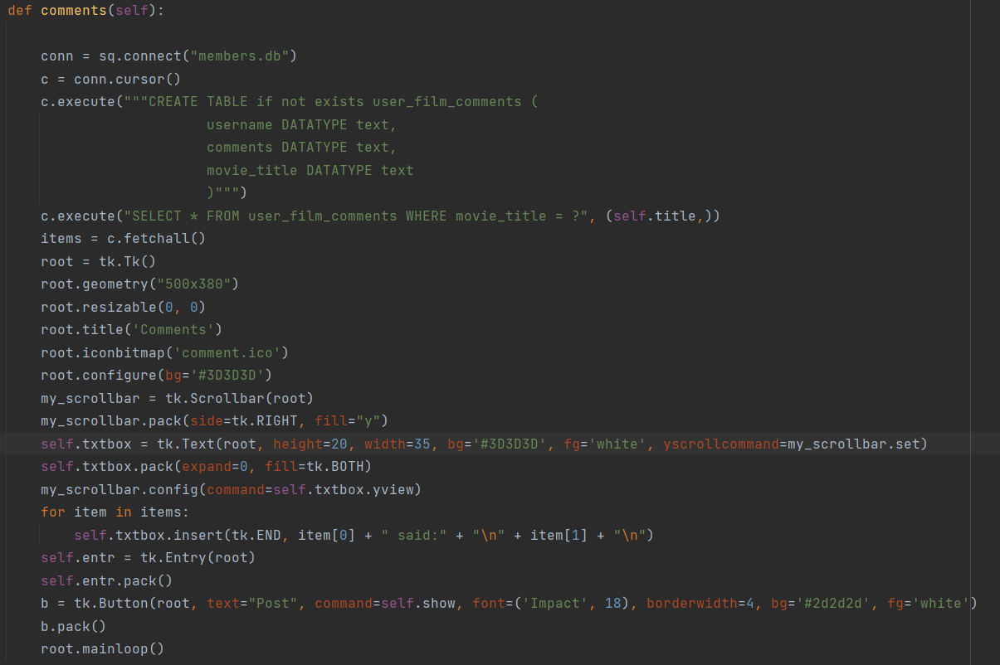 def comments(self):
conn = sq.connect("members.db")
c = conn.cursor()
c.execute("""CREATE TABLE if not exists user_film_comments (
username DATATYPE text,
comments DATATYPE text,
movie_title DATATYPE text
)""")
c.execute("SELECT * FROM user_film_comments WHERE movie_title = ?", (self.title,))
items = c.fetchall()
root = tk.Tk()
root.geometry("500x380")
root.resizable(0, 0)
root.title('Comments')
root.iconbitmap('comment.ico')
root.configure(bg='#3D3D3D')
my_scrollbar = tk.Scrollbar(root)
my_scrollbar.pack(side=tk.RIGHT, fill="y")
self.txtbox = tk.Text(root, height=20, width=35, bg='#3D3D3D', fg='white', yscrollcommand=my_scrollbar.set)
self.txtbox.pack(expand=0, fill=tk.BOTH)
my_scrollbar.config(command=self.txtbox.yview)
for item in items:
self.txtbox.insert(tk.END, item[0] + " said:" + "\n" + item[1] + "\n")
self.entr = tk.Entry(root)
self.entr.pack()
b = tk.Button(root, text="Post", command=self.show, font=('Impact', 18), borderwidth=4, bg='#2d2d2d', fg='white')
b.pack()
root.mainloop()